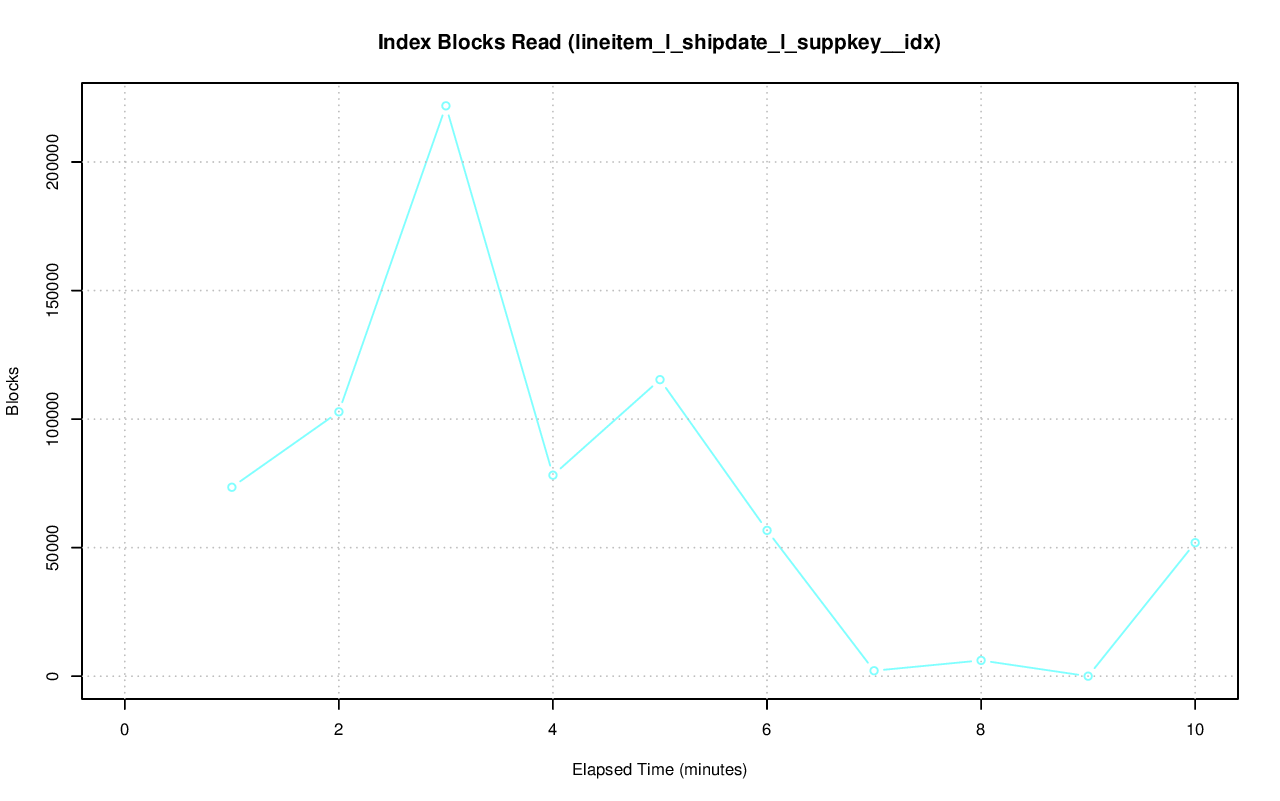 Index Blocks Read (lineitem_l_shipdate_l_suppkey__idx)
Blocks
200000
150000
100000
50000
0
0 2 4 6 8 10
Elapsed Time (minutes)